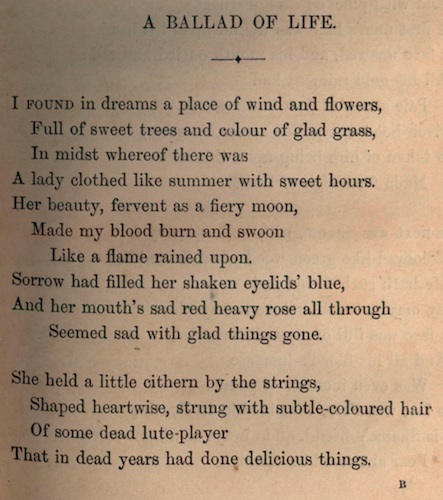 A BALLAD OF LIFE.
I FOUND in dreams a place of wind and flowers,
Full of sweet trees and colour of glad grass,
In midst whereof there was
A lady clothed like summer with sweet hours.
Her beauty, fervent as a fiery moon,
Made my blood burn and swoon
Like a flame rained upon.
Sorrow had filled her shaken eyelids' blue,
And her mouth's sad red heavy rose all through
Seemed sad with glad things gone.
She held a little cithern by the strings,
Shaped heartwise, strung with subtle-coloured hair
Of some dead lute-player
That in dead years had done delicious things.
B